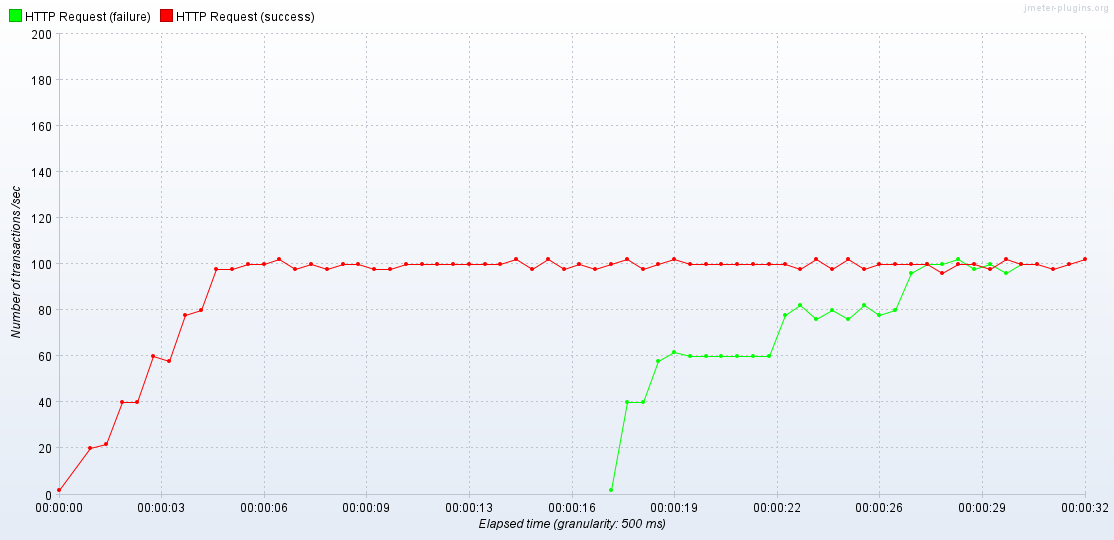 jmeter-plugins.org
HTTP Request (failure) HTTP Request (success)
200
180
160
140
120
100
80
60
40
20
0
Number of transactions /sec
00:00:00 00:00:03 00:00:06 00:00:09 00:00:13 00:00:16 00:00:19 00:00:22 00:00:26 00:00:29 00:00:32
Elapsed time (granularity: 500 ms)